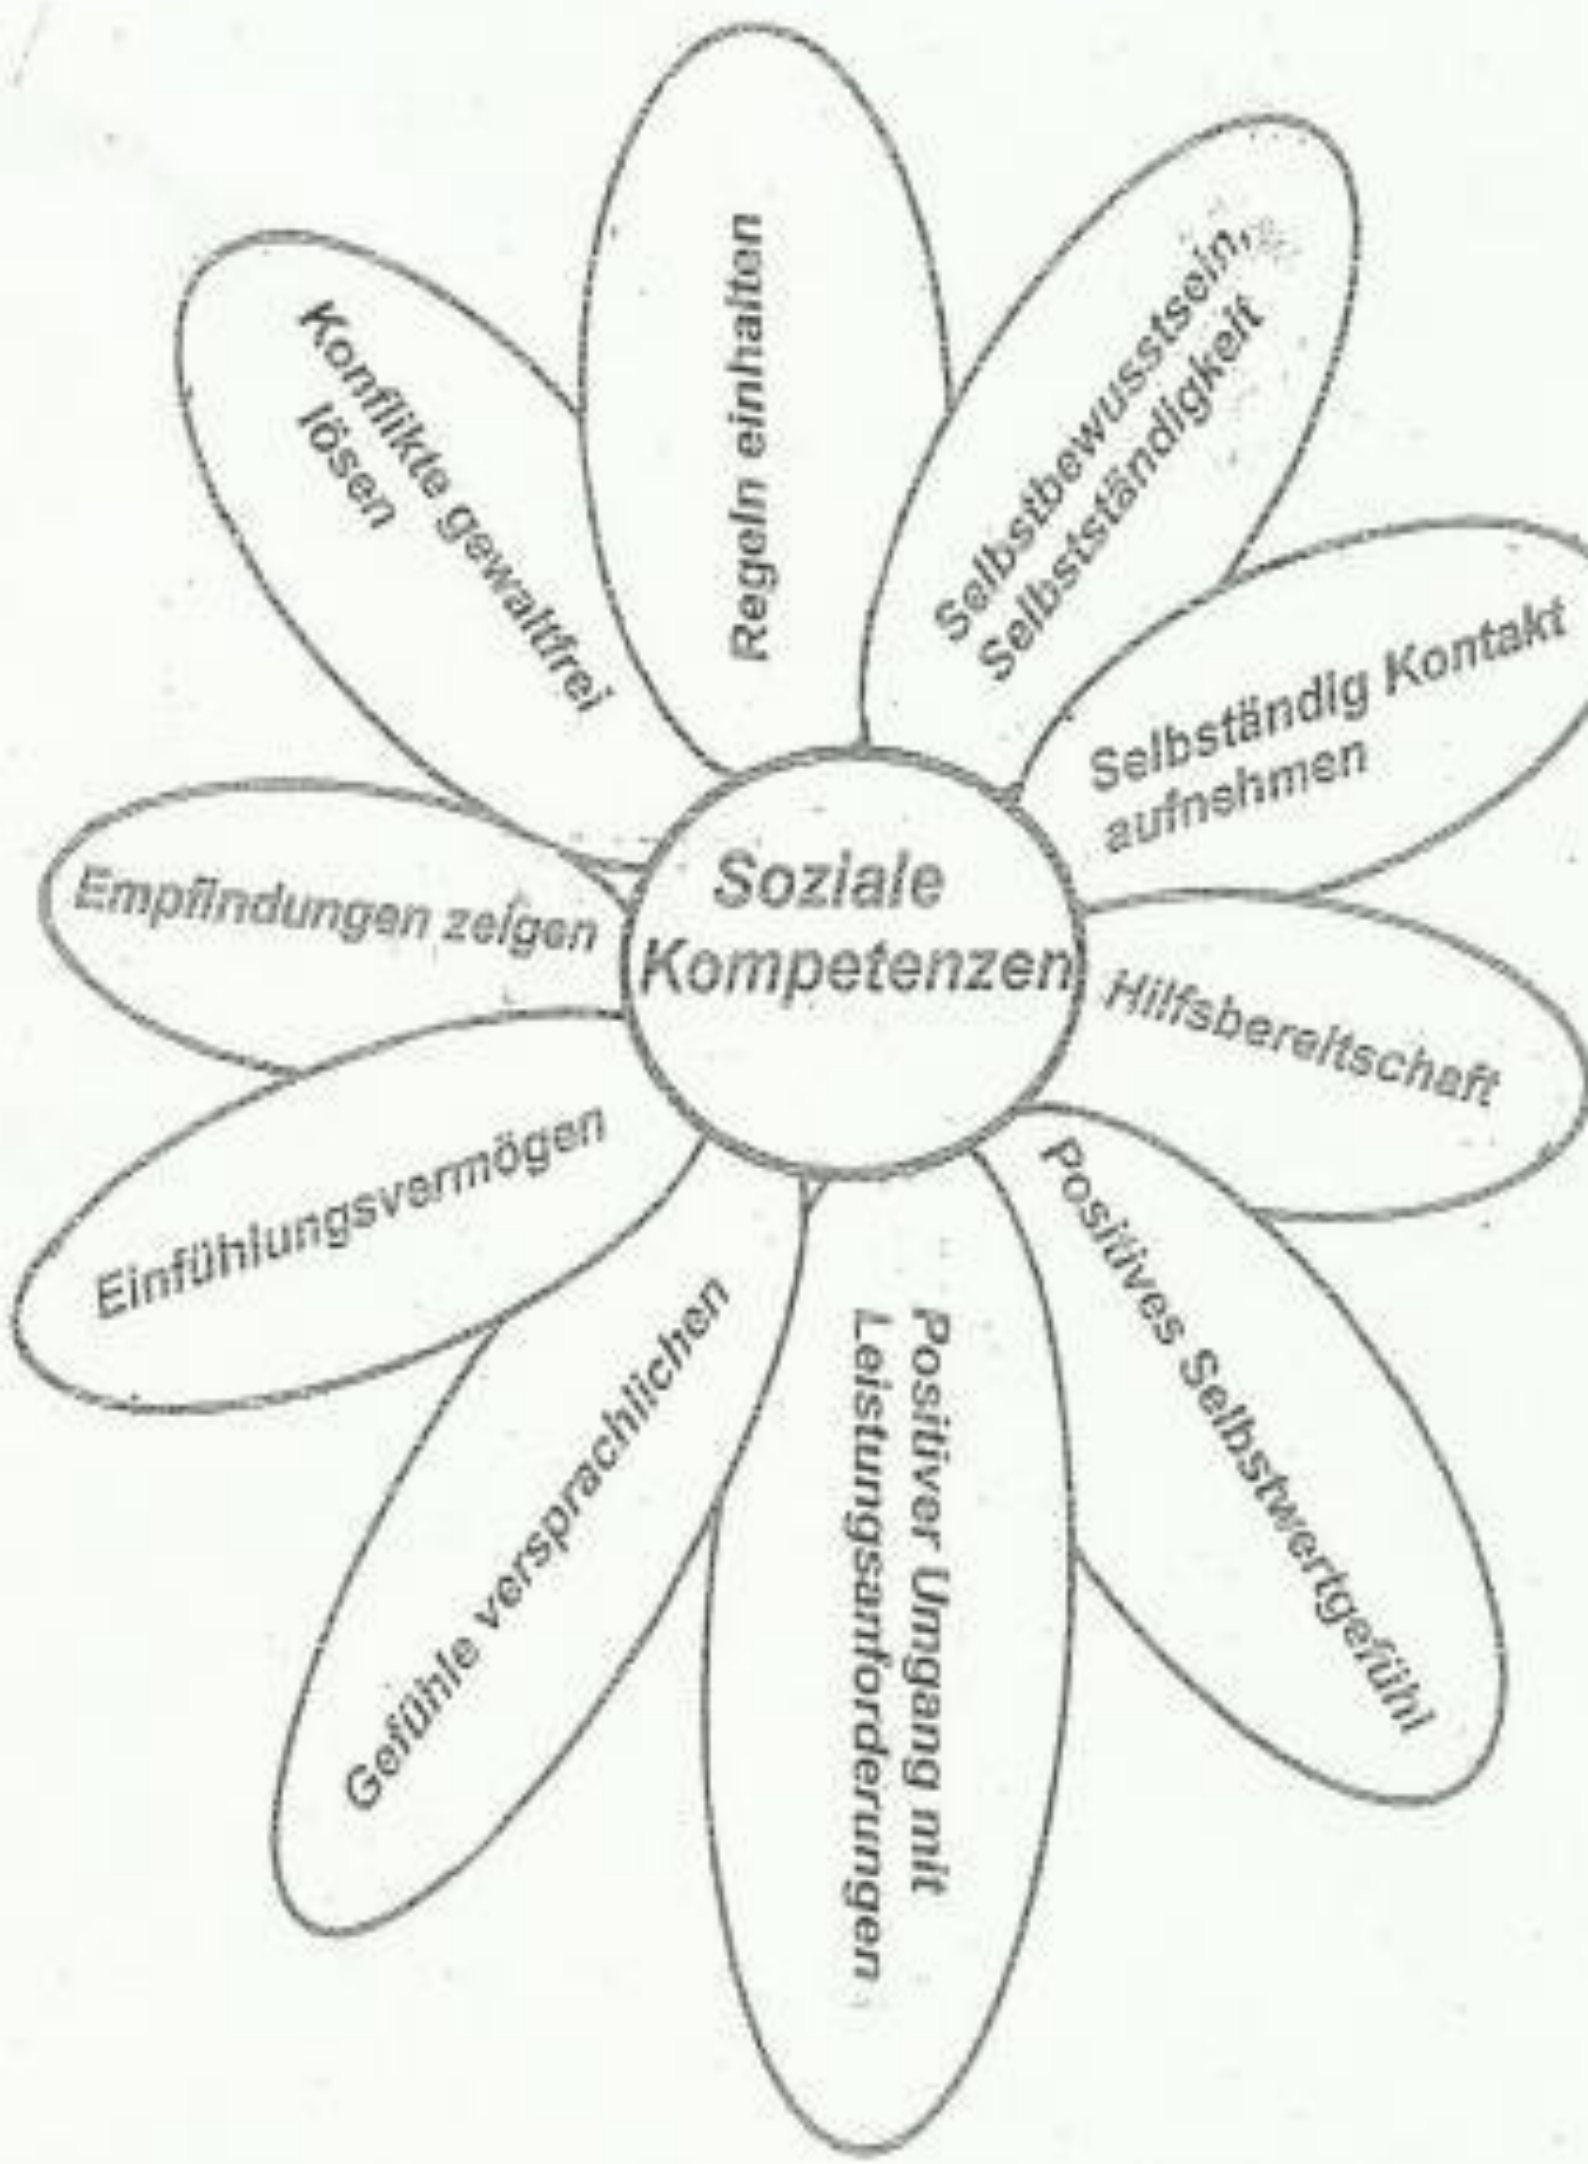 Soziale
Kompetenzen
Regeln einhalten
Selbstbewusstsein,
Selbstständigkeit
Selbständig Kontakt
aufnehmen
Hilfsbereitschaft
Positives Selbstwertgefühl
Positiver Umgang mit
Leistungsanforderungen
Gefühle versprachlichen
Einfühlungsvermögen
Empfindungen zeigen
Konflikte gewaltfrei
lösen